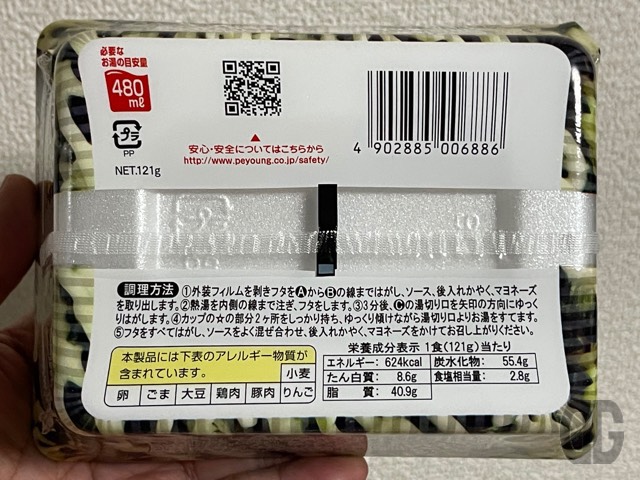 必要な
お湯の目安量
480
mℓ
プラ
PP
NET.121g
安心・安全についてはこちらから
http://www.peyoung.co.jp/safety/
4 902885 006886
調理方法 ①外装フィルムを剥きフタをAからBの線まではがし、ソース、後入れかやく、マヨネーズ
を取り出します。②熱湯を内側の線まで注ぎ、フタをします。③3分後、Cの湯切り口を矢印の方向にゆっく
りはがします。④カップの☆の部分2ヶ所をしっかり持ち、ゆっくり傾けながら湯切り口よりお湯をすてます。
⑤フタをすべてはがし、ソースをよく混ぜ合わせ、後入れかやく、マヨネーズをかけてお召し上がりください。
本製品には下表のアレルギー物質が
含まれています。 小麦
卵 ごま 大豆 鶏肉 豚肉 りんご
栄養成分表示 1食(121g)当たり
エネルギー: 624kcal 炭水化物: 55.4g
たん白質: 8.6g 食塩相当量: 2.8g
脂質: 40.9g